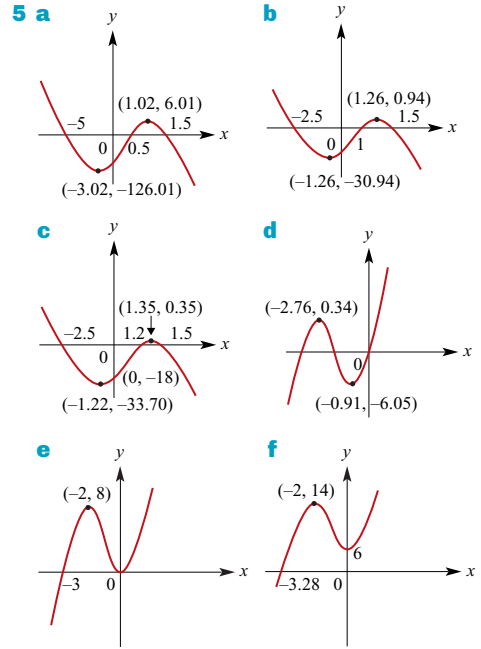 5 a
y
(1.02, 6.01)
–5
1.5
x
0
0.5
(–3.02, –126.01)
b
y
(1.26, 0.94)
–2.5
1.5
x
0
1
(–1.26, –30.94)
c
y
(1.35, 0.35)
–2.5
1.2
1.5
x
0
(0, –18)
(–1.22, –33.70)
d
y
(–2.76, 0.34)
x
0
(–0.91, –6.05)
e
y
(–2, 8)
x
–3
0
f
y
(–2, 14)
6
x
–3.28
0